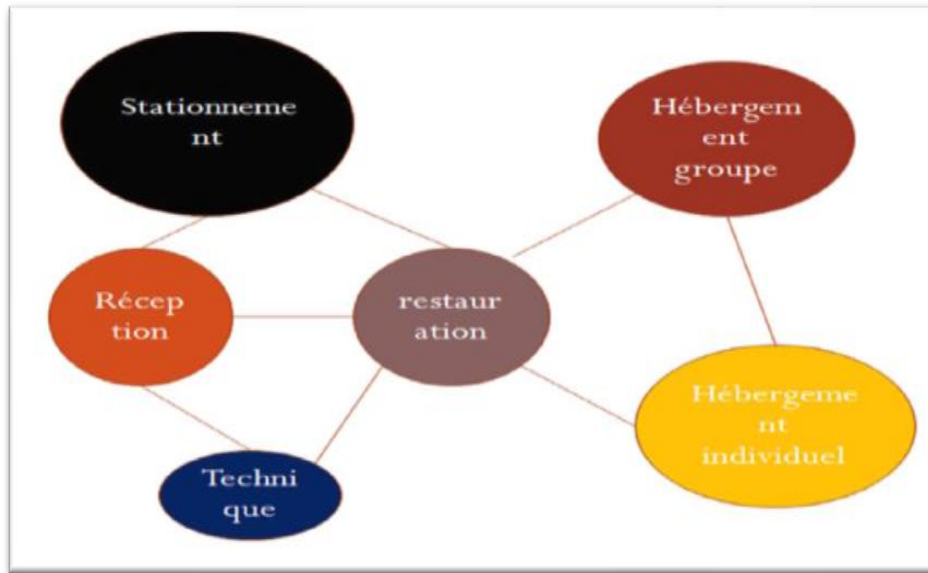 Stationneme
nt
Hébergem
ent
groupe
Récep
tion
restaur
ation
Hébergeme
nt
individuel
Techni
que